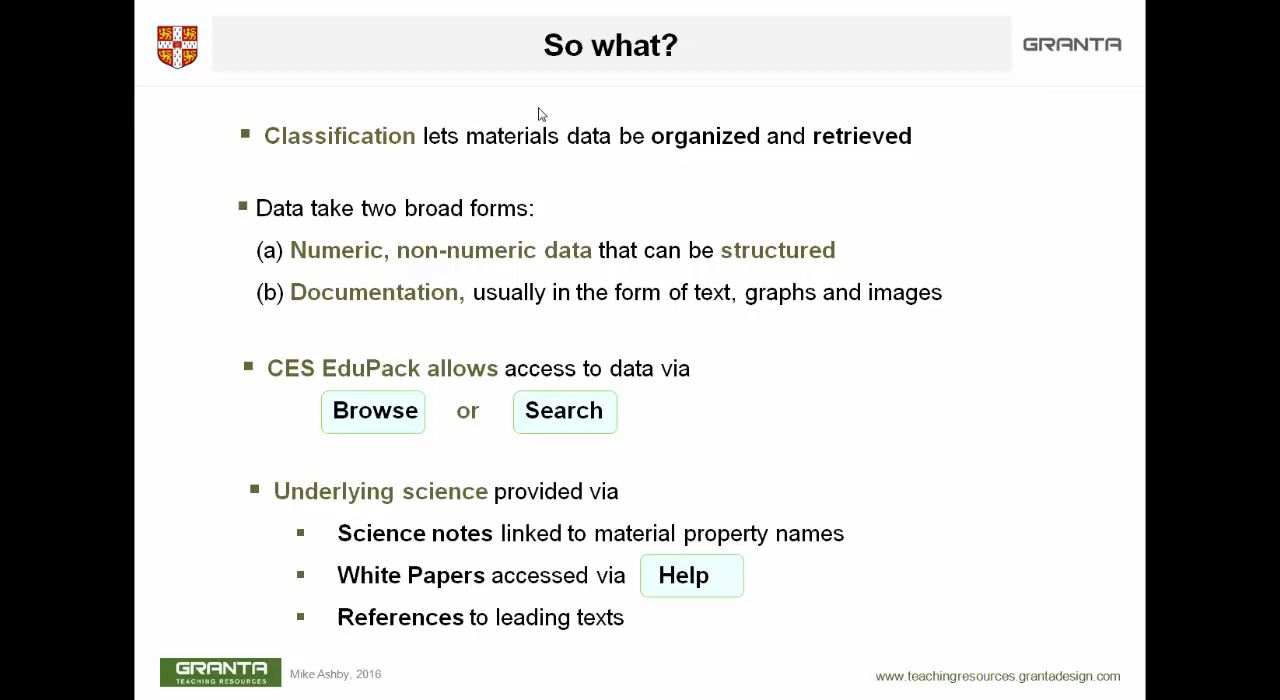 So what?
GRANTA
▪ Classification lets materials data be organized and retrieved
▪ Data take two broad forms:
(a) Numeric, non-numeric data that can be structured
(b) Documentation, usually in the form of text, graphs and images
▪ CES EduPack allows access to data via
Browse or Search
▪ Underlying science provided via
▪ Science notes linked to material property names
▪ White Papers accessed via Help
▪ References to leading texts
GRANTA
TEACHING RESOURCES
Mike Ashby, 2016
www.teachingresources.grantadesign.com